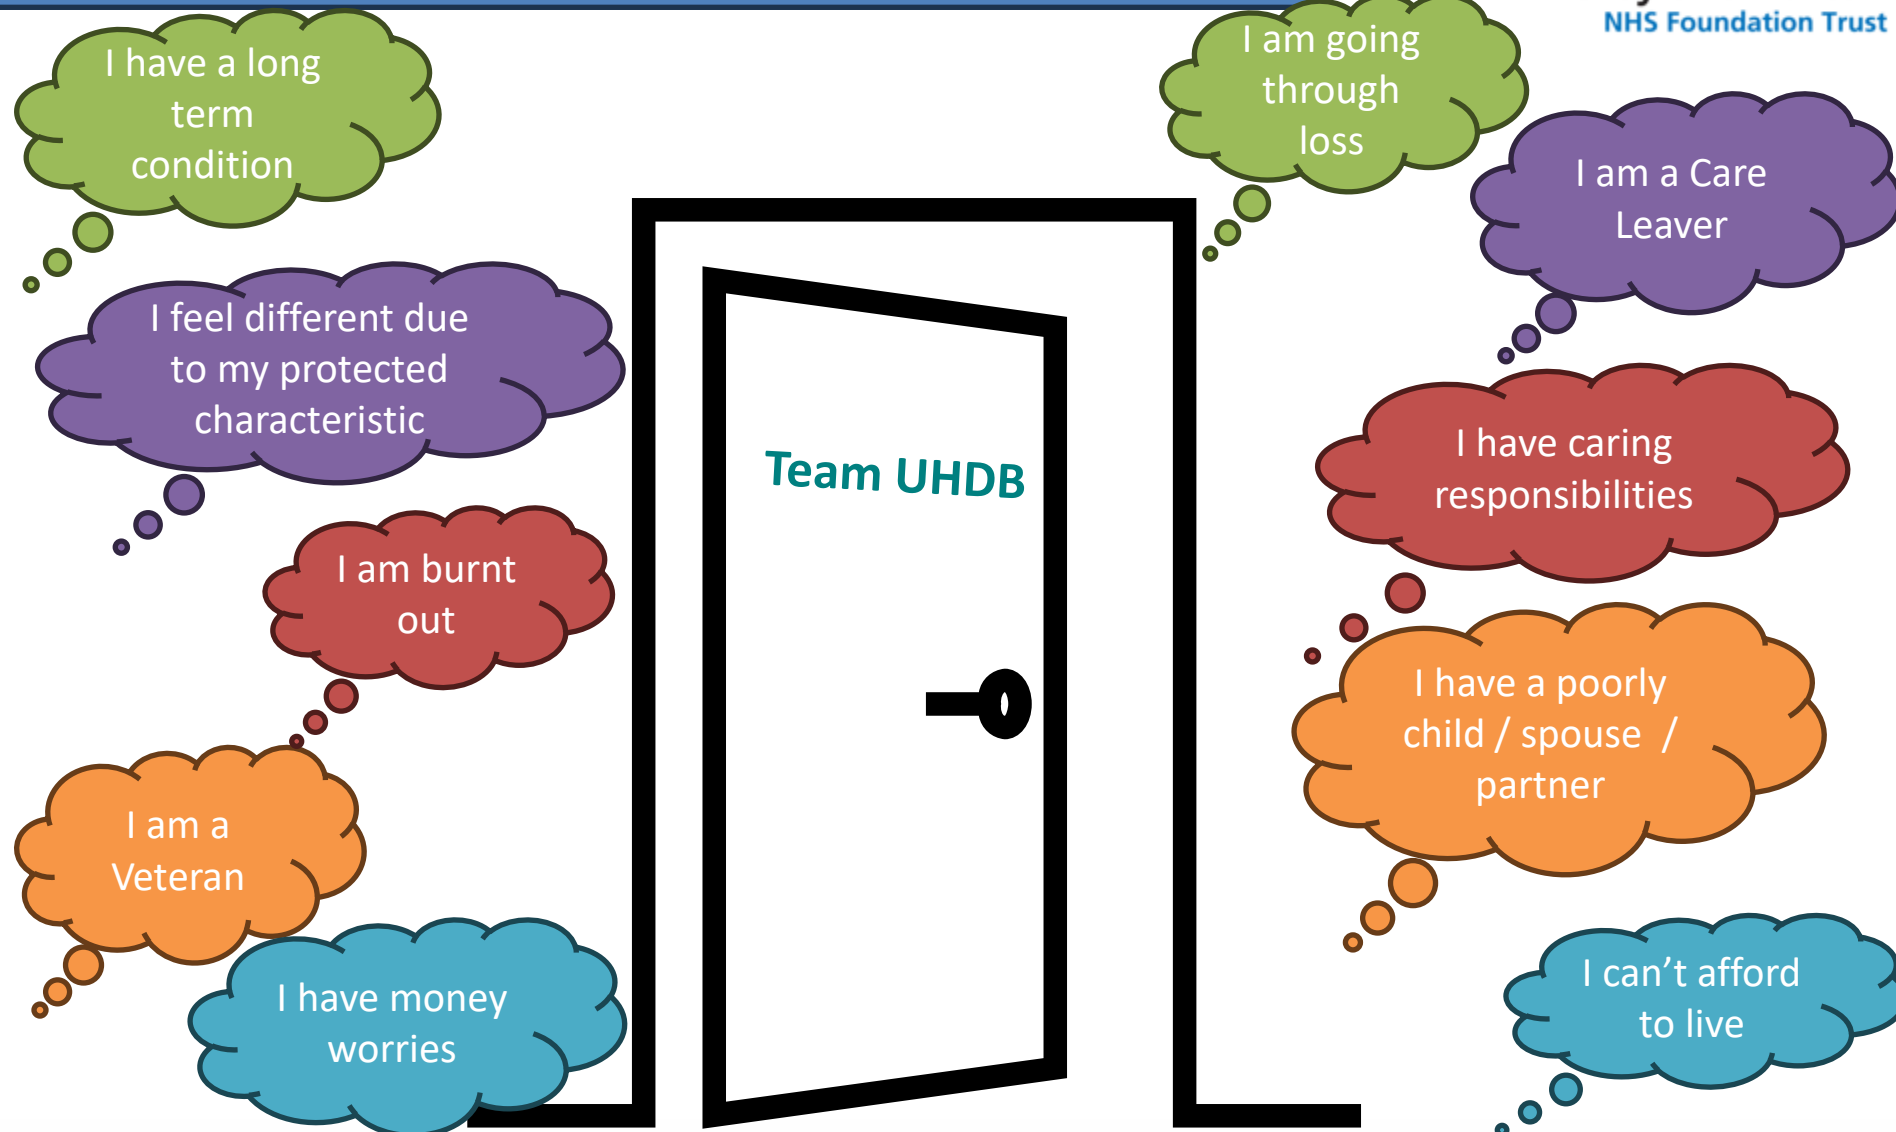 NHS Foundation Trust
I have a long
term
condition
I am going
through
loss
I am a Care
Leaver
I feel different due
to my protected
characteristic
I have caring
responsibilities
Team UHDB
I am burnt
out
I have a poorly
child / spouse /
partner
I am a
Veteran
I have money
worries
I can't afford
to live